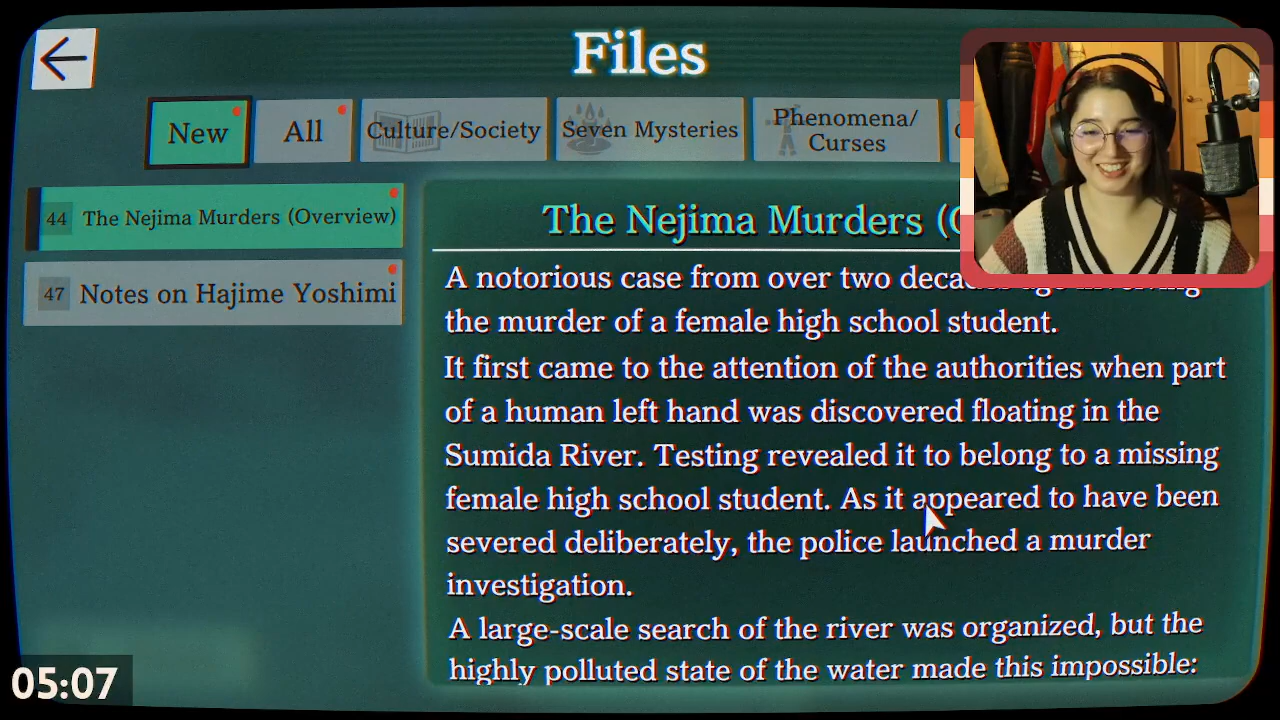 Files
New
All
Culture/Society
Seven Mysteries
Phenomena/
Curses
44 The Nejima Murders (Overview)
47 Notes on Hajime Yoshimi
The Nejima Murders (
A notorious case from over two
the murder of a female high school student.
It first came to the attention of the authorities when part
of a human left hand was discovered floating in the
Sumida River. Testing revealed it to belong to a missing
female high school student. As it appeared to have been
severed deliberately, the police launched a murder
investigation.
A large-scale search of the river was organized, but the
highly polluted state of the water made this impossible:
05:07